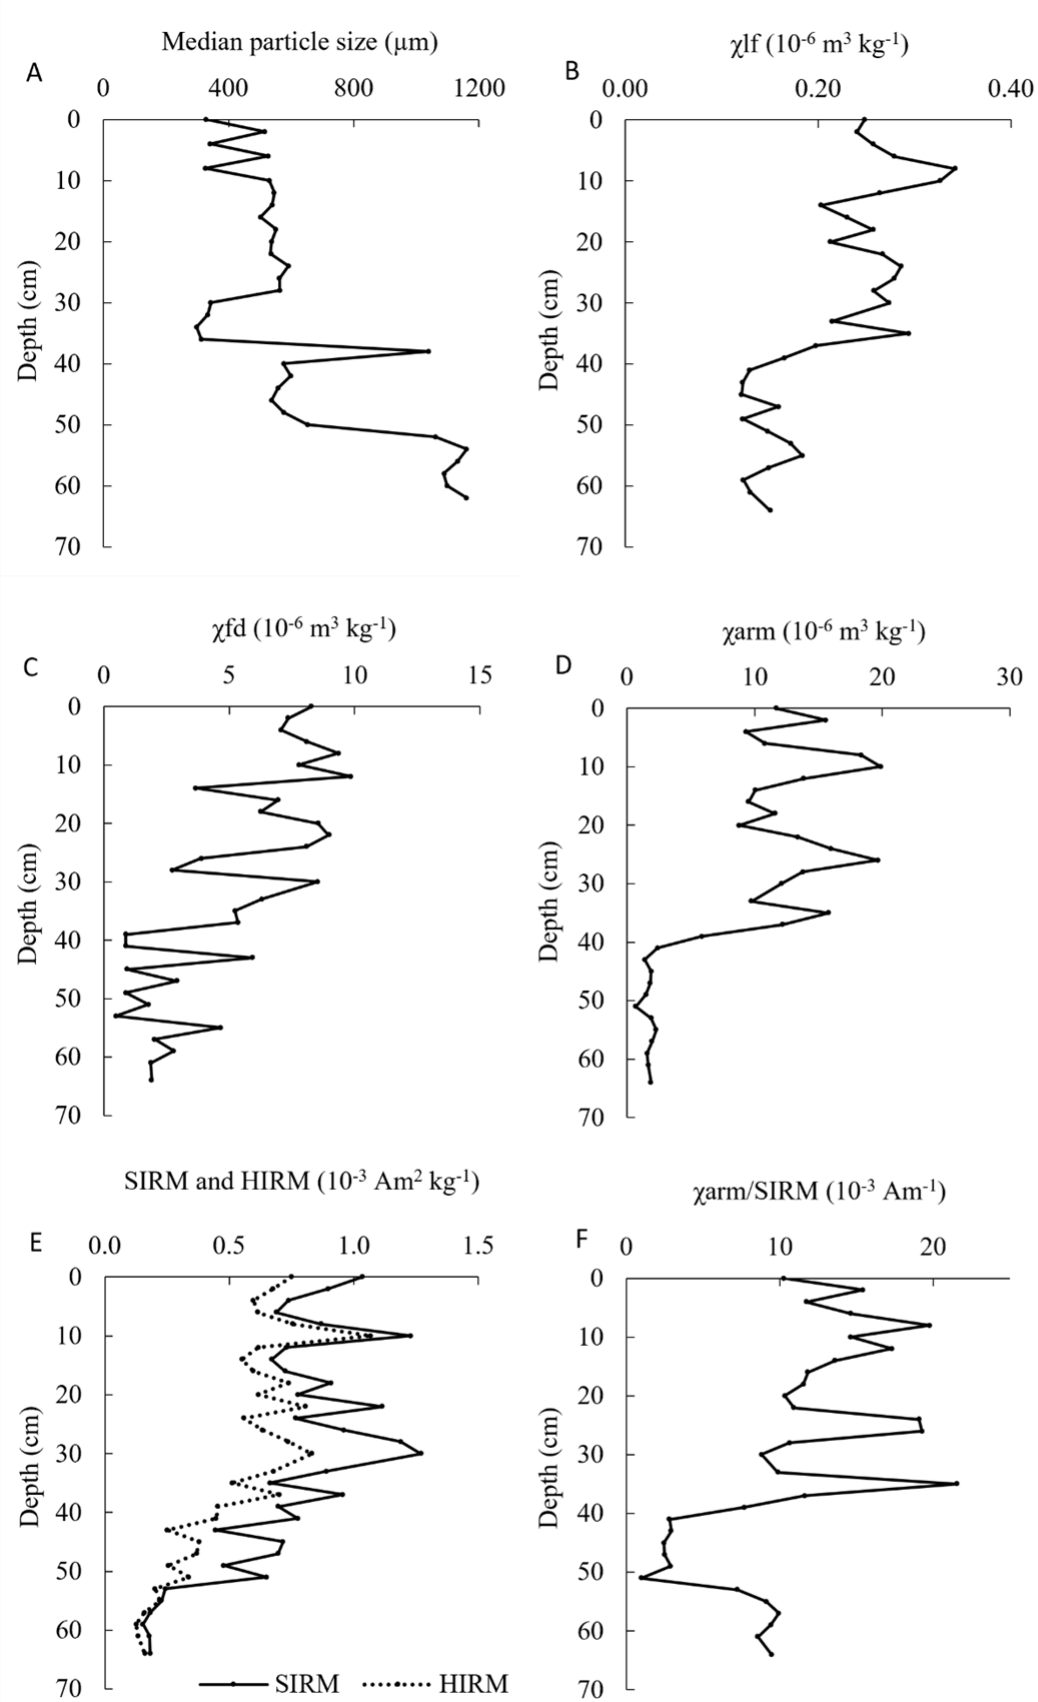 Median particle size (µm)
A
0 400 800 1200
0
10
20
30
40
50
60
70
Depth (cm)
χlf (10-6 m3 kg-1)
B
0.00 0.20 0.40
0
10
20
30
40
50
60
70
Depth (cm)
χfd (10-6 m3 kg-1)
C
0 5 10 15
0
10
20
30
40
50
60
70
Depth (cm)
χarm (10-6 m3 kg-1)
D
0 10 20 30
0
10
20
30
40
50
60
70
Depth (cm)
SIRM and HIRM (10-3 Am2 kg-1)
E
0.0 0.5 1.0 1.5
0
10
20
30
40
50
60
70
Depth (cm)
SIRM HIRM
χarm/SIRM (10-3 Am-1)
F
0 10 20
0
10
20
30
40
50
60
70
Depth (cm)